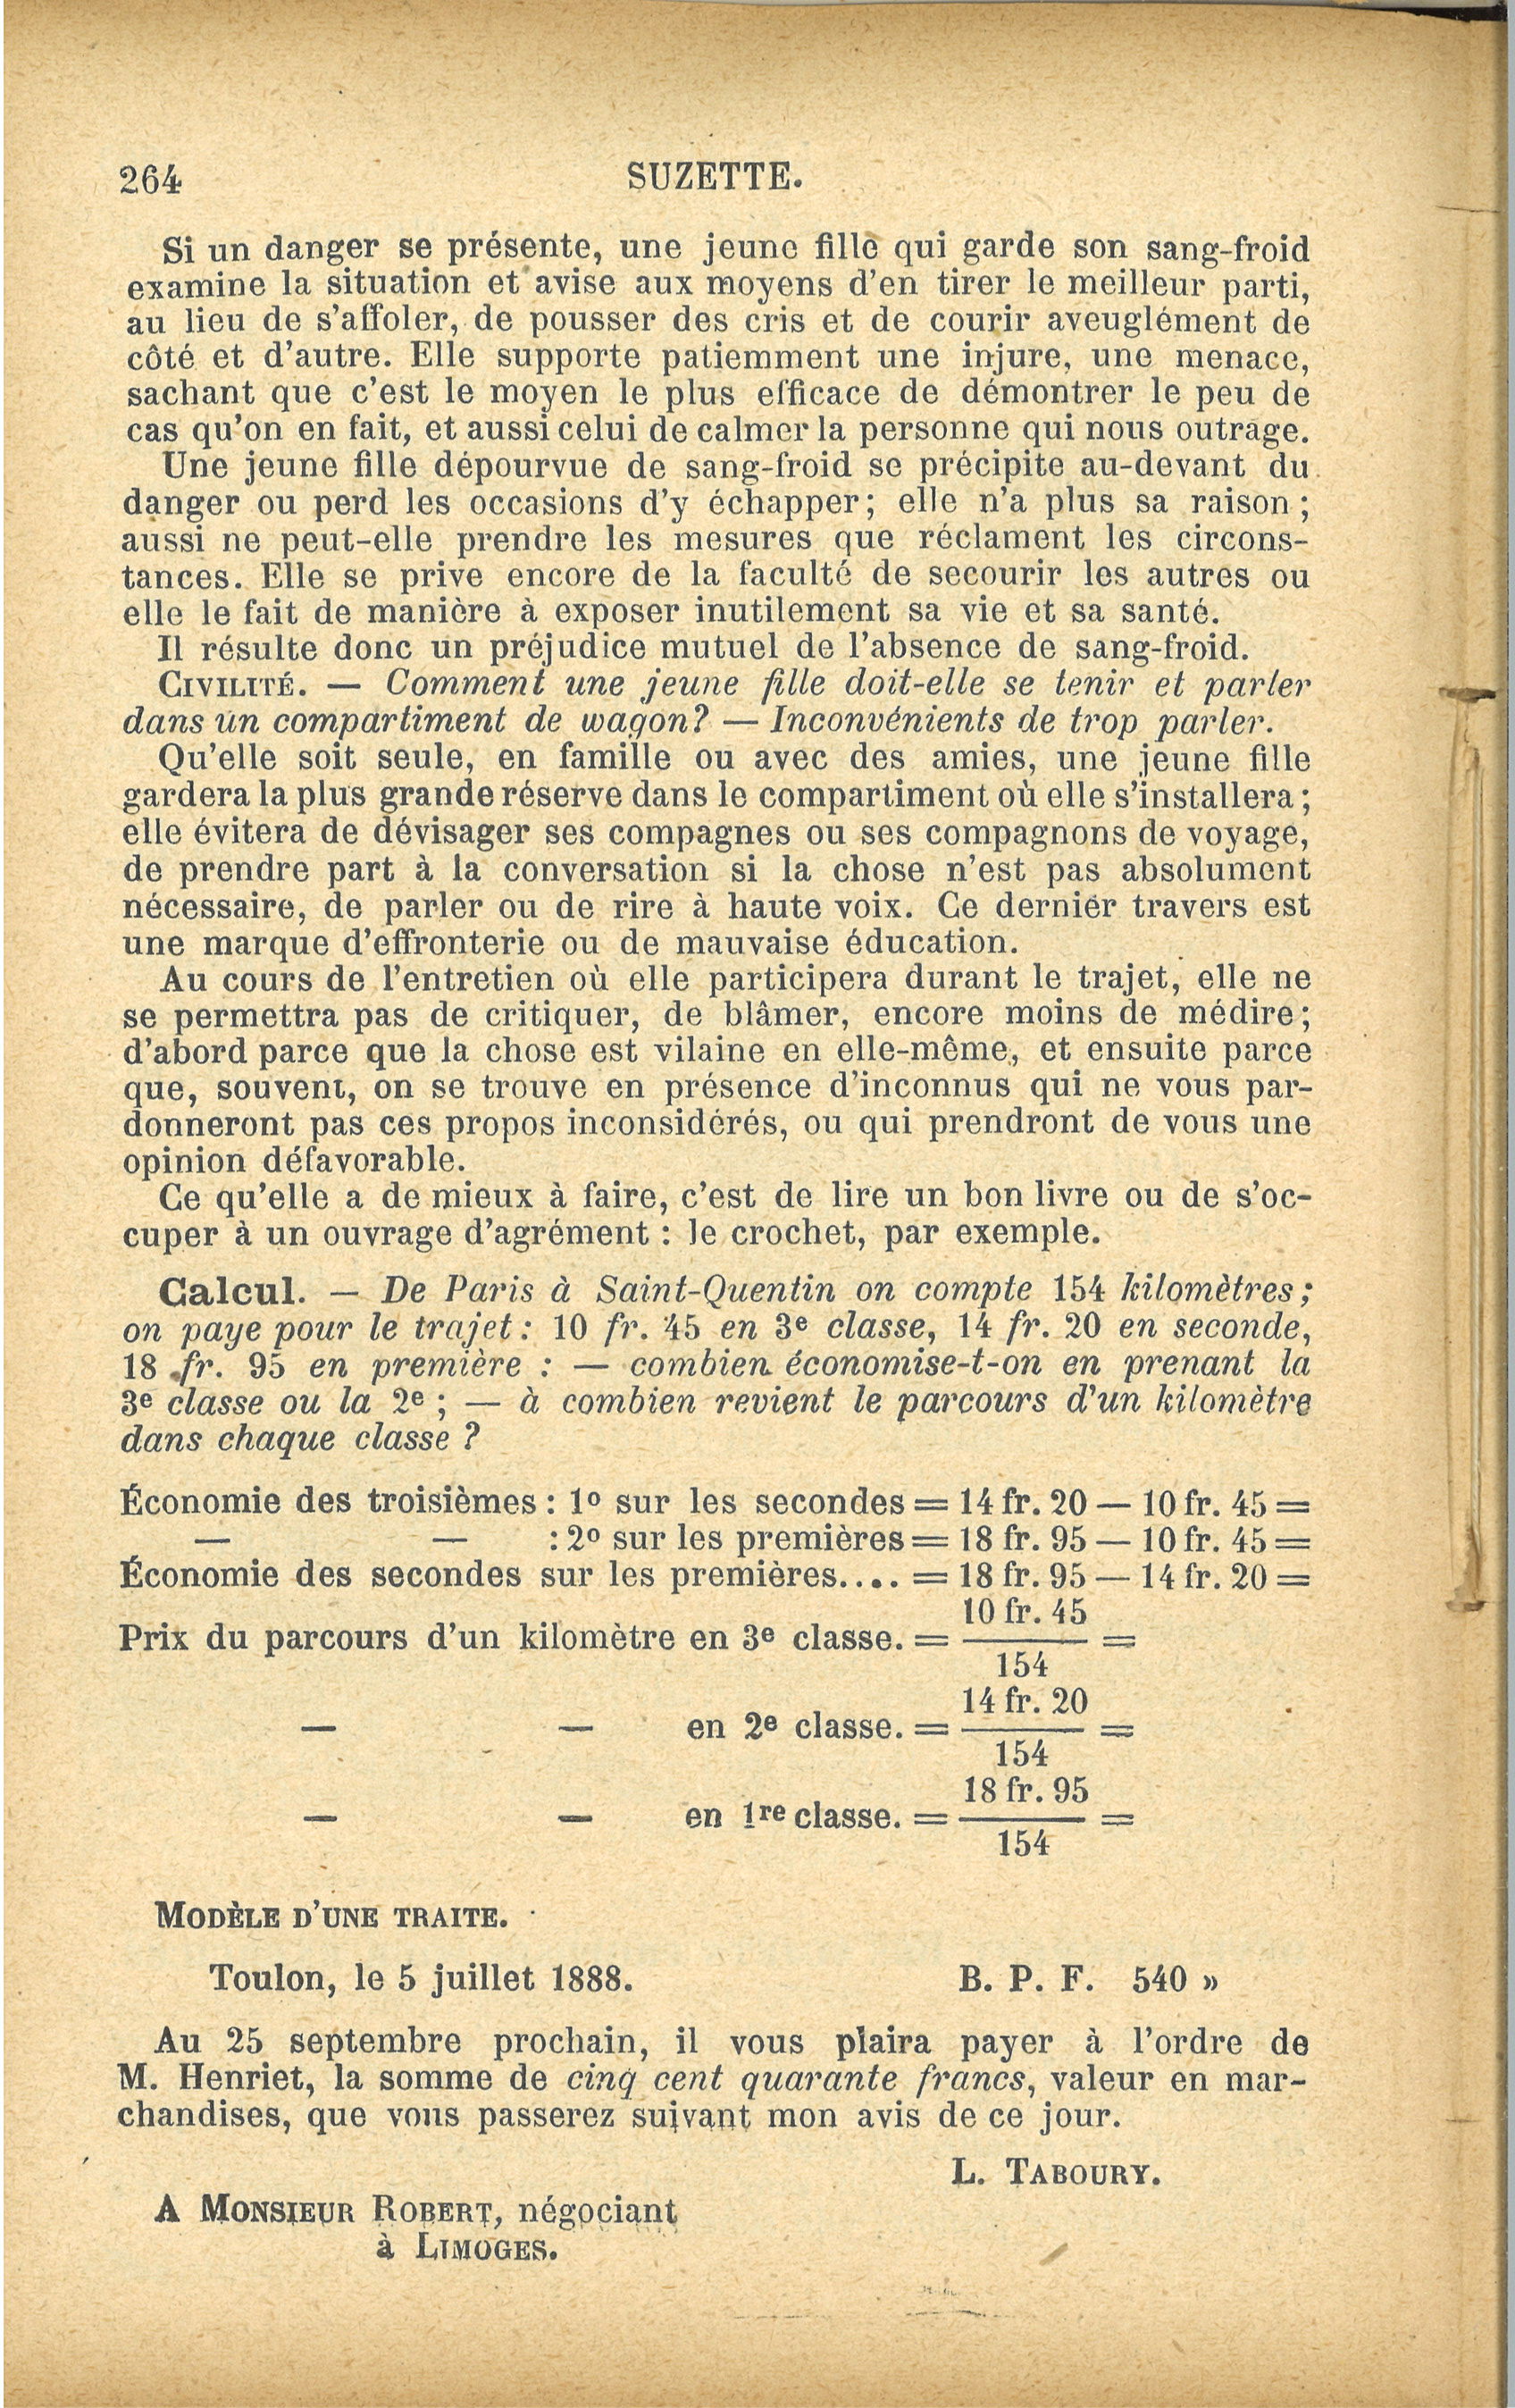 264
SUZETTE.
Si un danger se présente, une jeune fille qui garde son sang-froid
examine la situation et avise aux moyens d'en tirer le meilleur parti,
au lieu de s'affoler, de pousser des cris et de courir aveuglément de
côté et d'autre. Elle supporte patiemment une injure, une menace,
sachant que c'est le moyen le plus efficace de démontrer le peu de
cas qu'on en fait, et aussi celui de calmer la personne qui nous outrage.
Une jeune fille dépourvue de sang-froid se précipite au-devant du
danger ou perd les occasions d'y échapper; elle n'a plus sa raison;
aussi ne peut-elle prendre les mesures que réclament les circons-
tances. Elle se prive encore de la faculté de secourir les autres ou
elle le fait de manière à exposer inutilement sa vie et sa santé.
Il résulte donc un préjudice mutuel de l'absence de sang-froid.
CIVILITÉ. — Comment une jeune fille doit-elle se tenir et parler
dans un compartiment de wagon? — Inconvénients de trop parler.
Qu'elle soit seule, en famille ou avec des amies, une jeune fille
gardera la plus grande réserve dans le compartiment où elle s'installera;
elle évitera de dévisager ses compagnes ou ses compagnons de voyage,
de prendre part à la conversation si la chose n'est pas absolument
nécessaire, de parler ou de rire à haute voix. Ce dernier travers est
une marque d'effronterie ou de mauvaise éducation.
Au cours de l'entretien où elle participera durant le trajet, elle ne
se permettra pas de critiquer, de blâmer, encore moins de médire;
d'abord parce que la chose est vilaine en elle-même, et ensuite parce
que, souvent, on se trouve en présence d'inconnus qui ne vous par-
donneront pas ces propos inconsidérés, ou qui prendront de vous une
opinion défavorable.
Ce qu'elle a de mieux à faire, c'est de lire un bon livre ou de s'oc-
cuper à un ouvrage d'agrément : le crochet, par exemple.
Calcul. — De Paris à Saint-Quentin on compte 154 kilomètres;
on paye pour le trajet : 10 fr. 45 en 3e classe, 14 fr. 20 en seconde,
18 fr. 95 en première : — combien économise-t-on en prenant la
3e classe ou la 2e ; — à combien revient le parcours d'un kilomètre
dans chaque classe ?
Économie des troisièmes : 1º sur les secondes = 14 fr. 20 — 10 fr. 45 =
— — : 2º sur les premières = 18 fr. 95 — 10 fr. 45 =
Économie des secondes sur les premières.... = 18 fr. 95 — 14 fr. 20 =
10 fr. 45
Prix du parcours d'un kilomètre en 3e classe. = =
154
14 fr. 20
— — en 2e classe. = =
154
18 fr. 95
— — en 1re classe. = =
154
MODÈLE D'UNE TRAITE.
Toulon, le 5 juillet 1888. B. P. F. 540 »
Au 25 septembre prochain, il vous plaira payer à l'ordre de
M. Henriet, la somme de cinq cent quarante francs, valeur en mar-
chandises, que vous passerez suivant mon avis de ce jour.
L. TABOURY.
A MONSIEUR ROBERT, négociant
à LIMOGES.